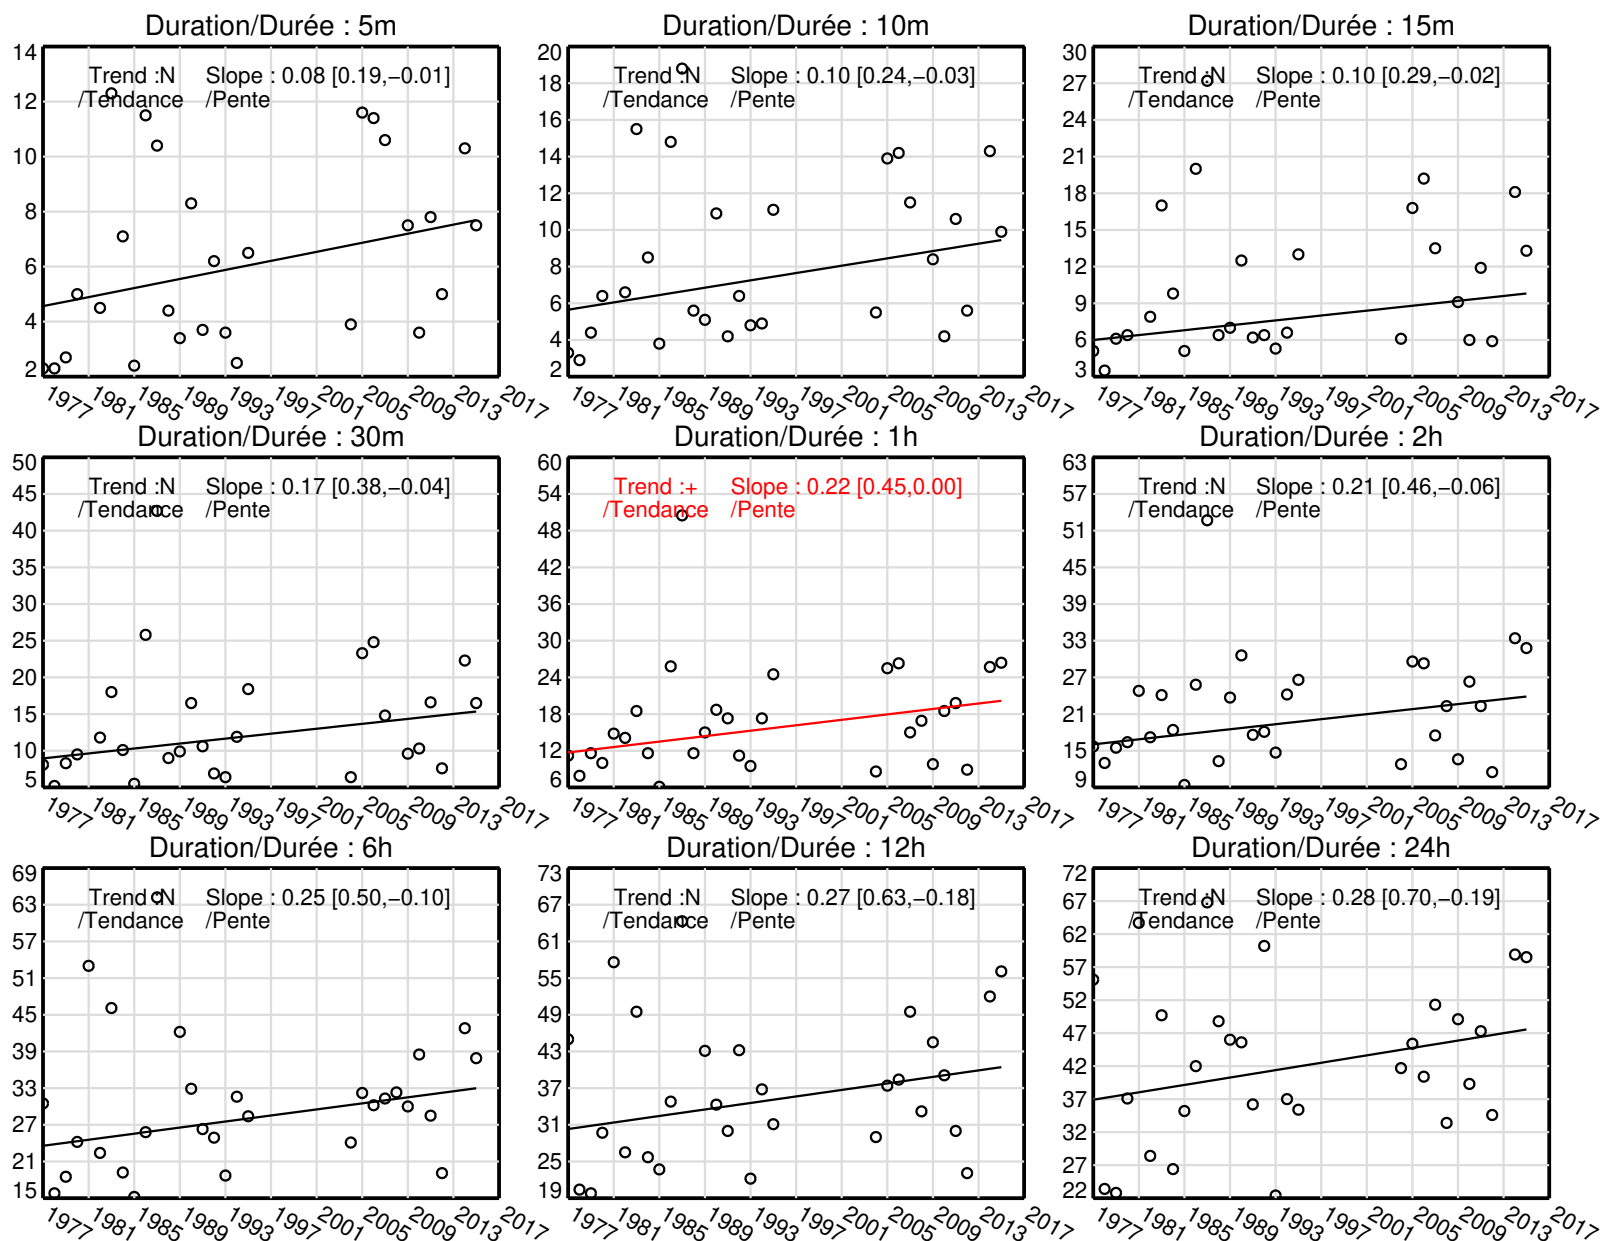 Duration/Durée : 5m
14
12
10
8
6
4
2
Trend :N Slope : 0.08 [0.19,−0.01]
/Tendance /Pente
1977 1981 1985 1989 1993 1997 2001 2005 2009 2013 2017
Duration/Durée : 10m
20
18
16
14
12
10
8
6
4
2
Trend :N Slope : 0.10 [0.24,−0.03]
/Tendance /Pente
1977 1981 1985 1989 1993 1997 2001 2005 2009 2013 2017
Duration/Durée : 15m
30
27
24
21
18
15
12
9
6
3
Trend :N Slope : 0.10 [0.29,−0.02]
/Tendance /Pente
1977 1981 1985 1989 1993 1997 2001 2005 2009 2013 2017
Duration/Durée : 30m
50
45
40
35
30
25
20
15
10
5
Trend :N Slope : 0.17 [0.38,−0.04]
/Tendance /Pente
1977 1981 1985 1989 1993 1997 2001 2005 2009 2013 2017
Duration/Durée : 1h
60
54
48
42
36
30
24
18
12
6
Trend :+ Slope : 0.22 [0.45,0.00]
/Tendance /Pente
1977 1981 1985 1989 1993 1997 2001 2005 2009 2013 2017
Duration/Durée : 2h
63
57
51
45
39
33
27
21
15
9
Trend :N Slope : 0.21 [0.46,−0.06]
/Tendance /Pente
1977 1981 1985 1989 1993 1997 2001 2005 2009 2013 2017
Duration/Durée : 6h
69
63
57
51
45
39
33
27
21
15
Trend :N Slope : 0.25 [0.50,−0.10]
/Tendance /Pente
1977 1981 1985 1989 1993 1997 2001 2005 2009 2013 2017
Duration/Durée : 12h
73
67
61
55
49
43
37
31
25
19
Trend :N Slope : 0.27 [0.63,−0.18]
/Tendance /Pente
1977 1981 1985 1989 1993 1997 2001 2005 2009 2013 2017
Duration/Durée : 24h
72
67
62
57
52
47
42
37
32
27
22
Trend :N Slope : 0.28 [0.70,−0.19]
/Tendance /Pente
1977 1981 1985 1989 1993 1997 2001 2005 2009 2013 2017